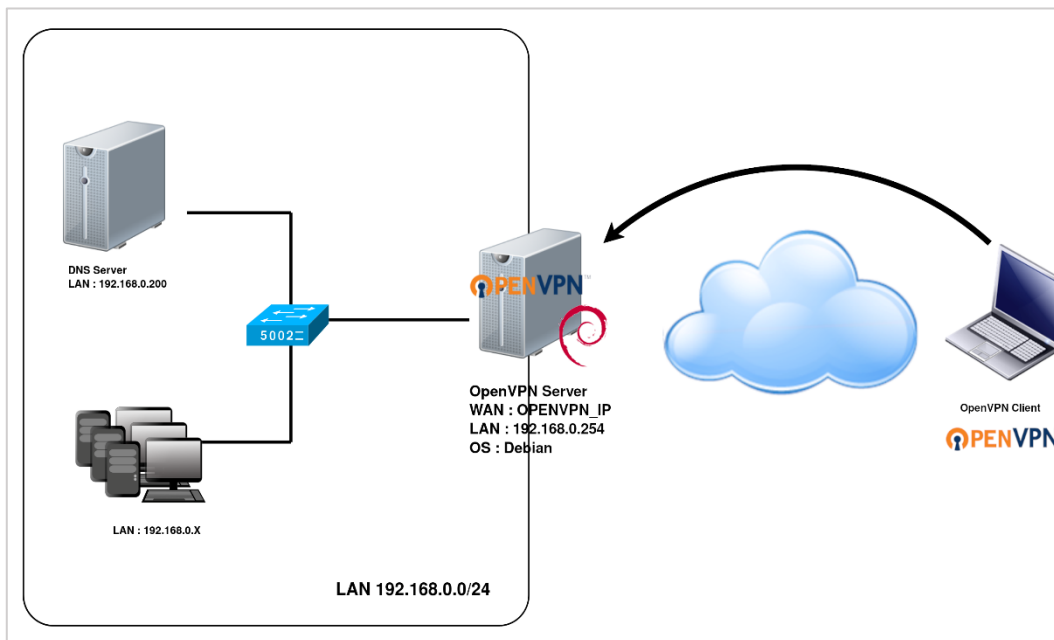 DNS Server
LAN : 192.168.0.200
5002
OPENVPN™
OpenVPN Server
WAN : OPENVPN_IP
LAN : 192.168.0.254
OS : Debian
OpenVPN Client
OPENVPN
LAN : 192.168.0.X
LAN 192.168.0.0/24